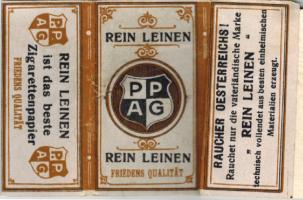 PP
AG
REIN LEINEN
ist das beste
Zigarettenpapier
FRIEDENS QUALITÄT
PP
AG
REIN LEINEN
PP
AG
REIN LEINEN
FRIEDENS QUALITÄT
RAUCHER OESTERREICHS!
Rauchet nur die vaterländische Marke
„ REIN LEINEN "
technisch vollendet aus besten einheimischen
Materialien erzeugt.